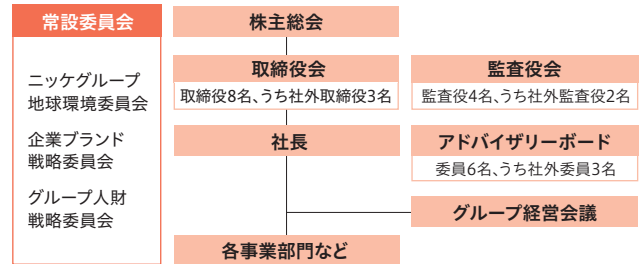 常設委員会
ニッケグループ
地球環境委員会
企業ブランド
戦略委員会
グループ人財
戦略委員会
株主総会
取締役会
取締役8名、うち社外取締役3名
監査役会
監査役4名、うち社外監査役2名
社長
アドバイザリーボード
委員6名、うち社外委員3名
グループ経営会議
各事業部門など